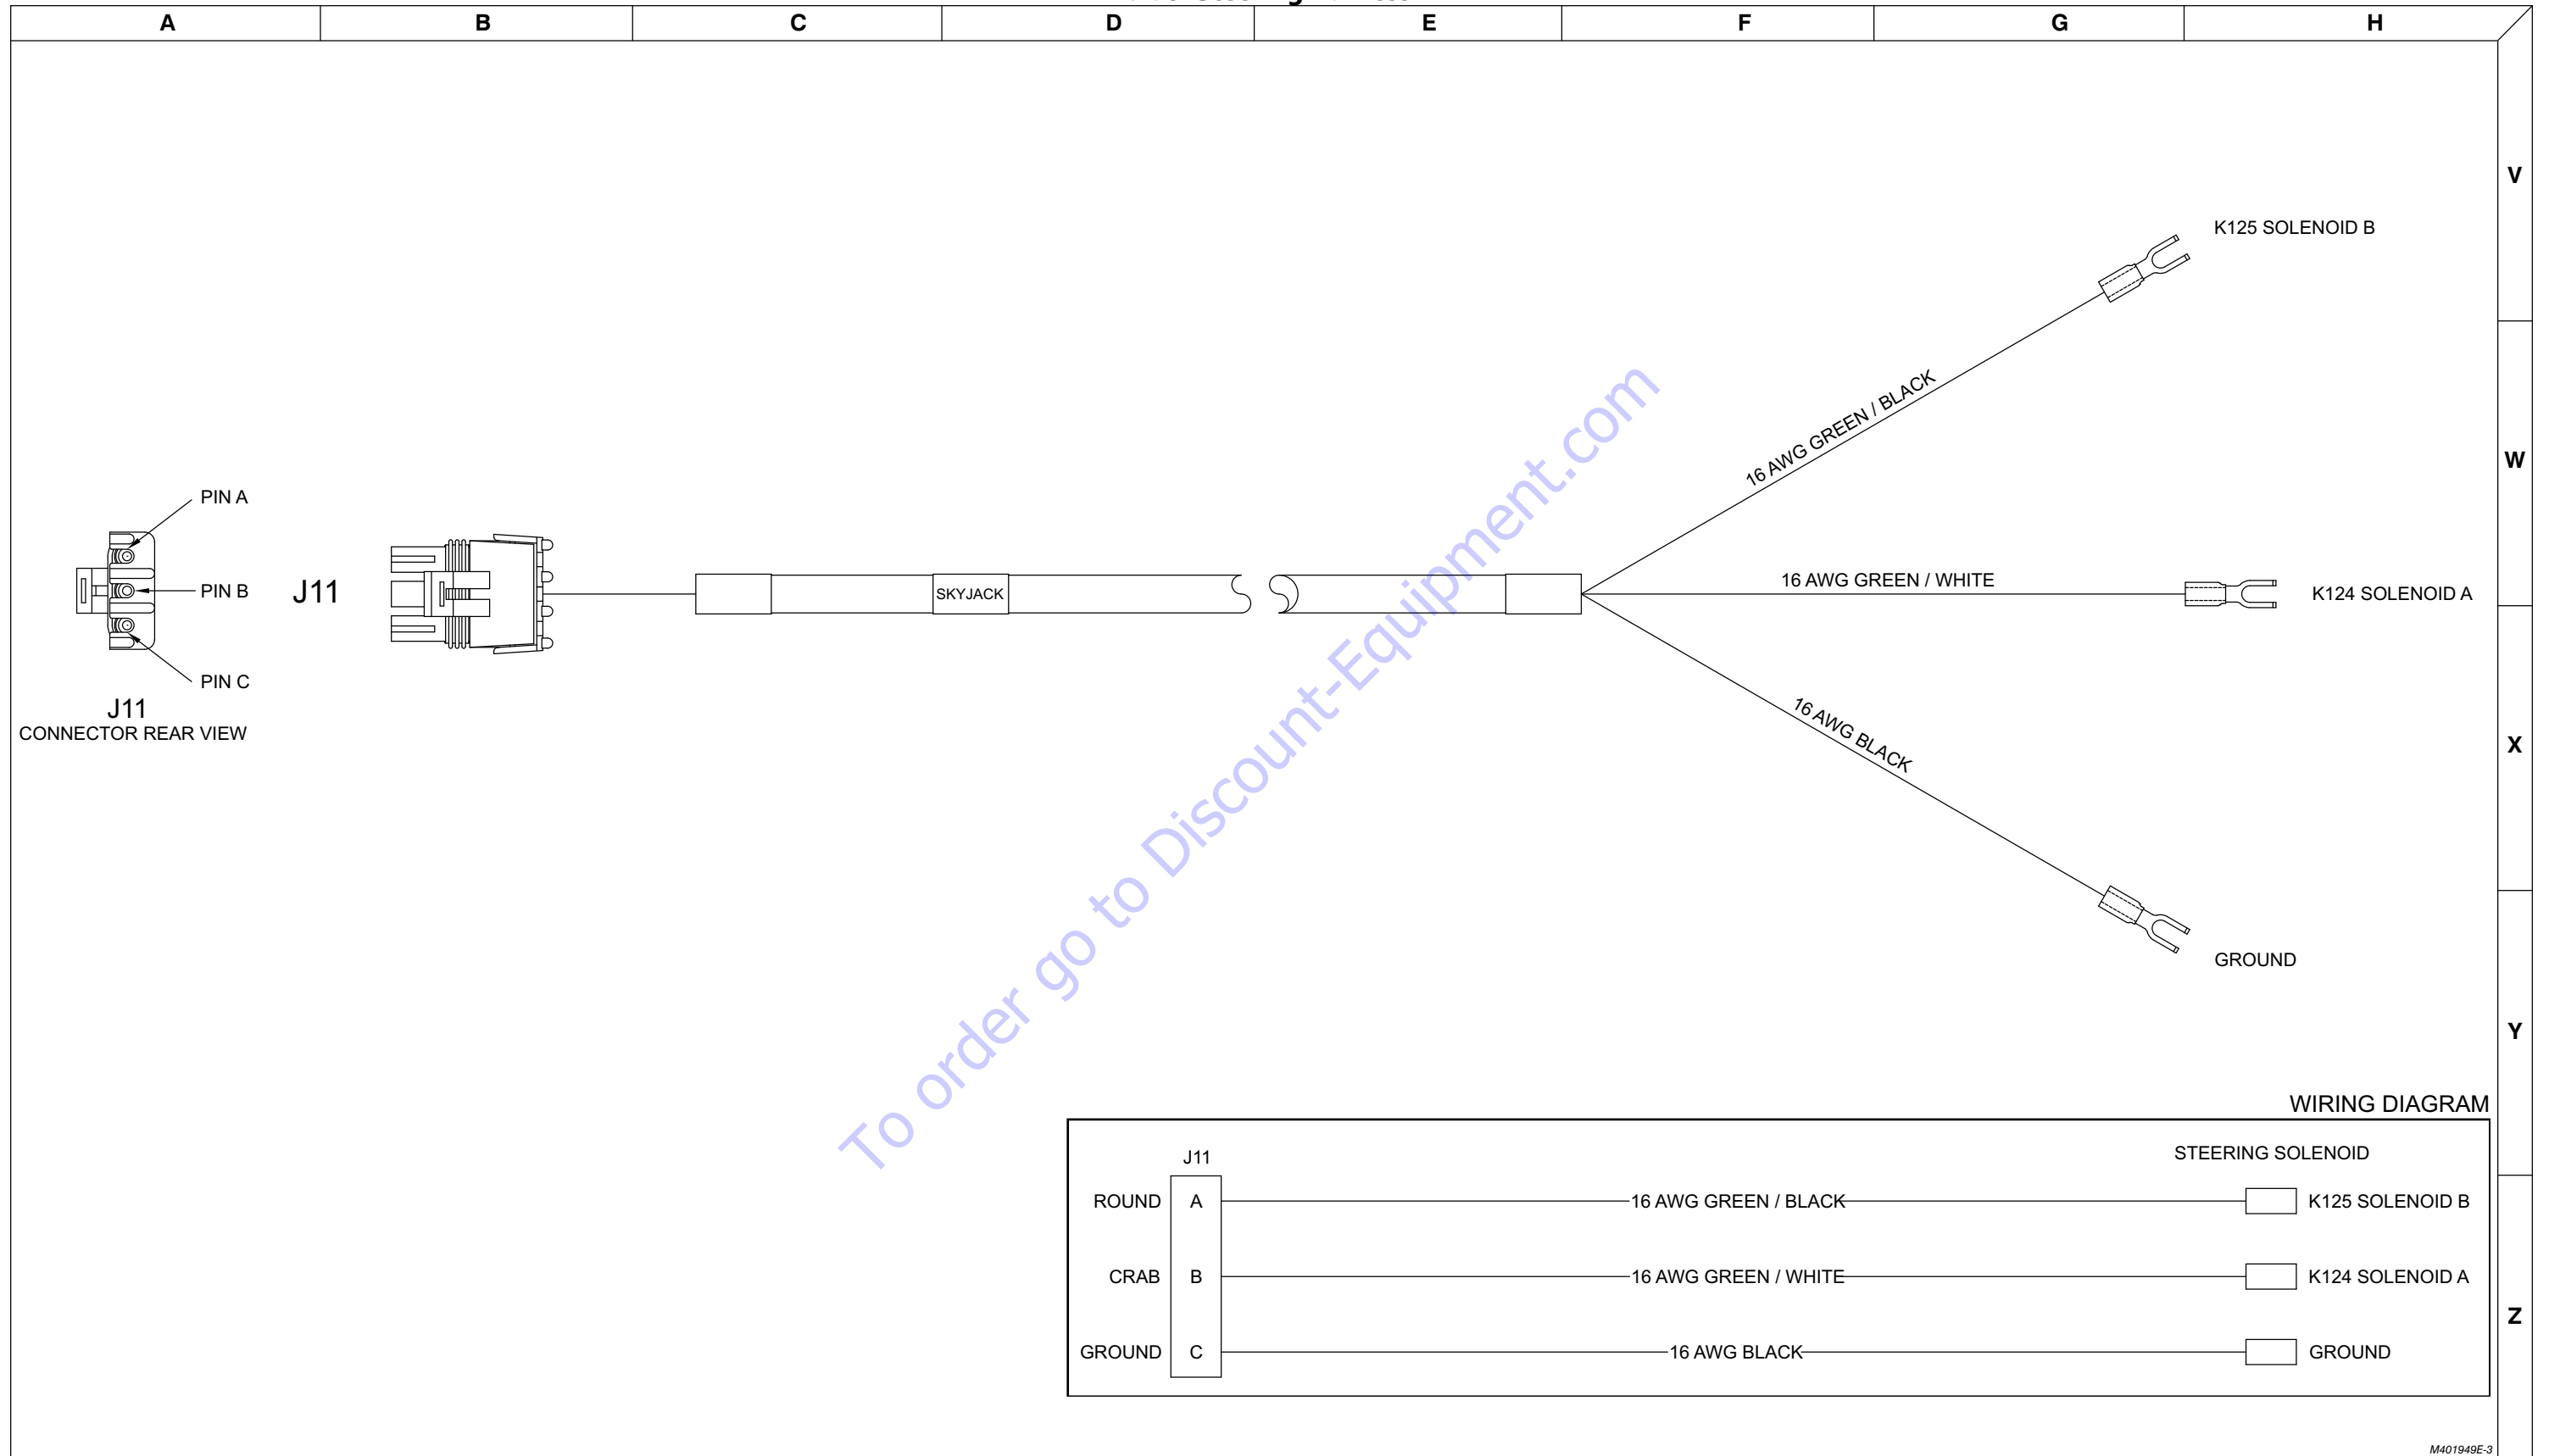 A B C D E F G H
V
K125 SOLENOID B
16 AWG GREEN / BLACK
W
PIN A
PIN B
PIN C
J11
CONNECTOR REAR VIEW
J11
SKYJACK
16 AWG GREEN / WHITE
K124 SOLENOID A
16 AWG BLACK
X
GROUND
Y
To order go to Discount-Equipment.com
WIRING DIAGRAM
J11
STEERING SOLENOID
ROUND A 16 AWG GREEN / BLACK K125 SOLENOID B
CRAB B 16 AWG GREEN / WHITE K124 SOLENOID A
GROUND C 16 AWG BLACK GROUND
Z
M401949E-3